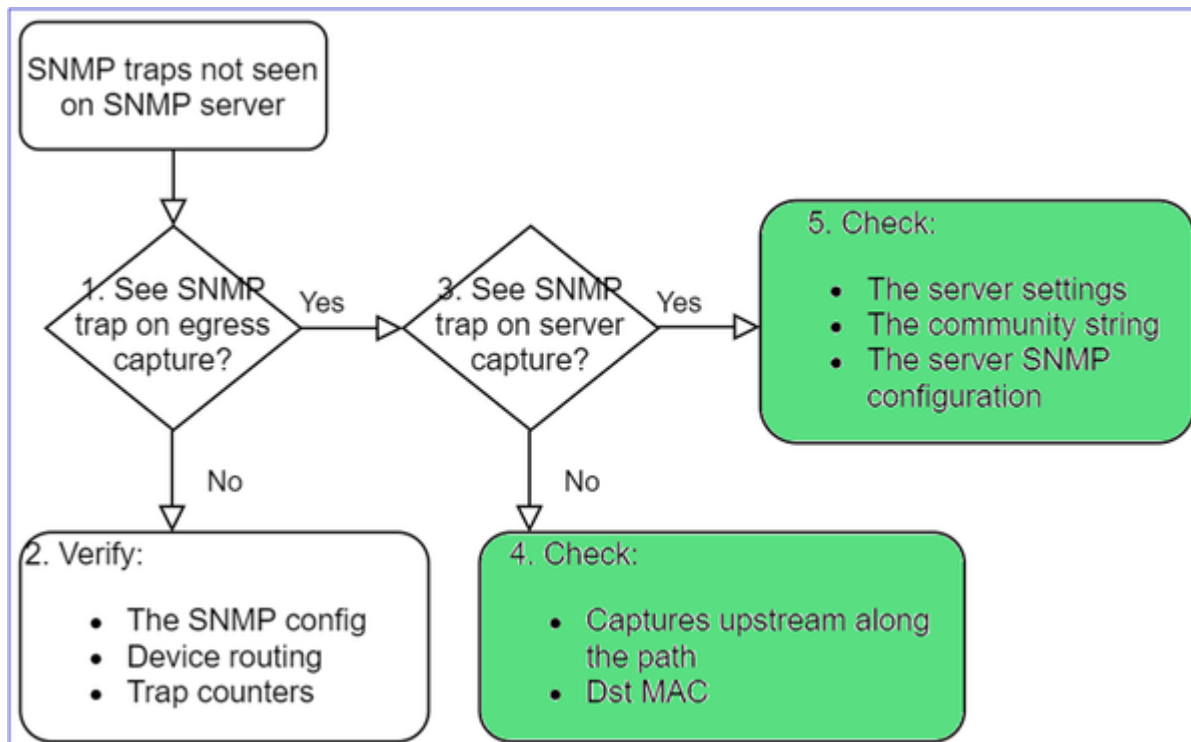 SNMP traps not seen
on SNMP server
1. See SNMP
trap on egress
capture?
Yes
No
2. Verify:
• The SNMP config
• Device routing
• Trap counters
3. See SNMP
trap on server
capture?
Yes
No
4. Check:
• Captures upstream along
the path
• Dst MAC
5. Check:
• The server settings
• The community string
• The server SNMP
configuration